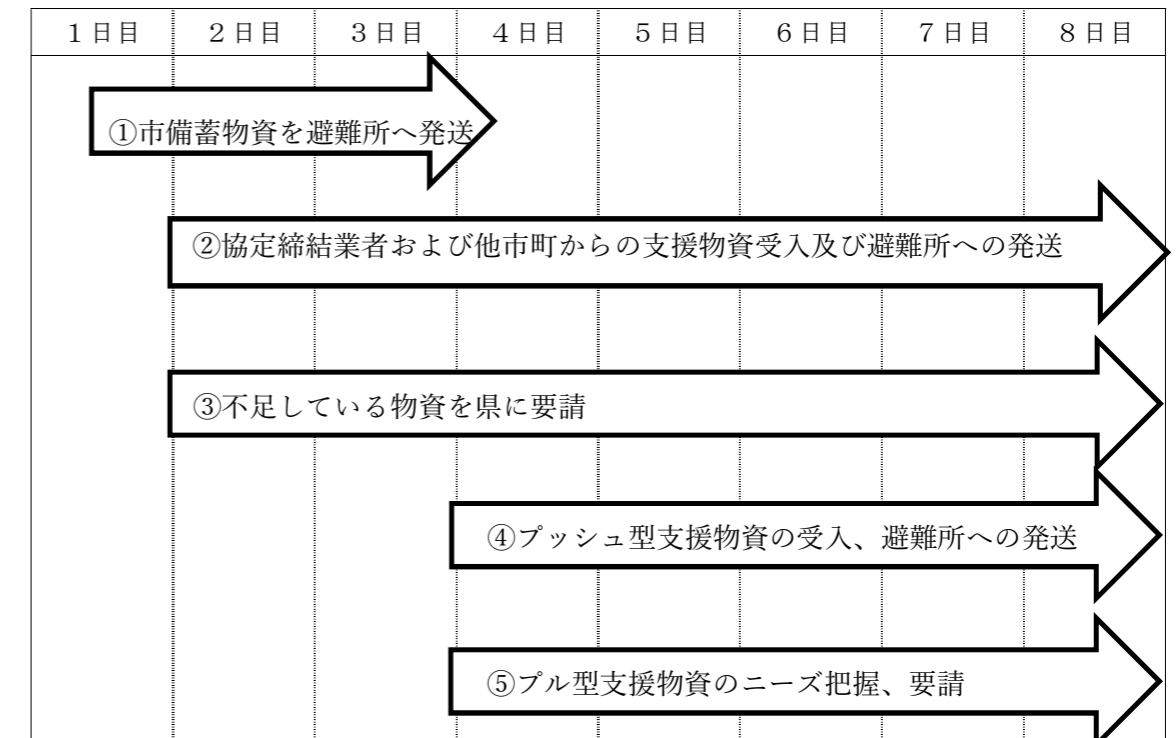 １日目 ２日目 ３日目 ４日目 ５日目 ６日目 ７日目 ８日目
①市備蓄物資を避難所へ発送
②協定締結業者および他市町からの支援物資受入及び避難所への発送
③不足している物資を県に要請
④プッシュ型支援物資の受入、避難所への発送
⑤プル型支援物資のニーズ把握、要請